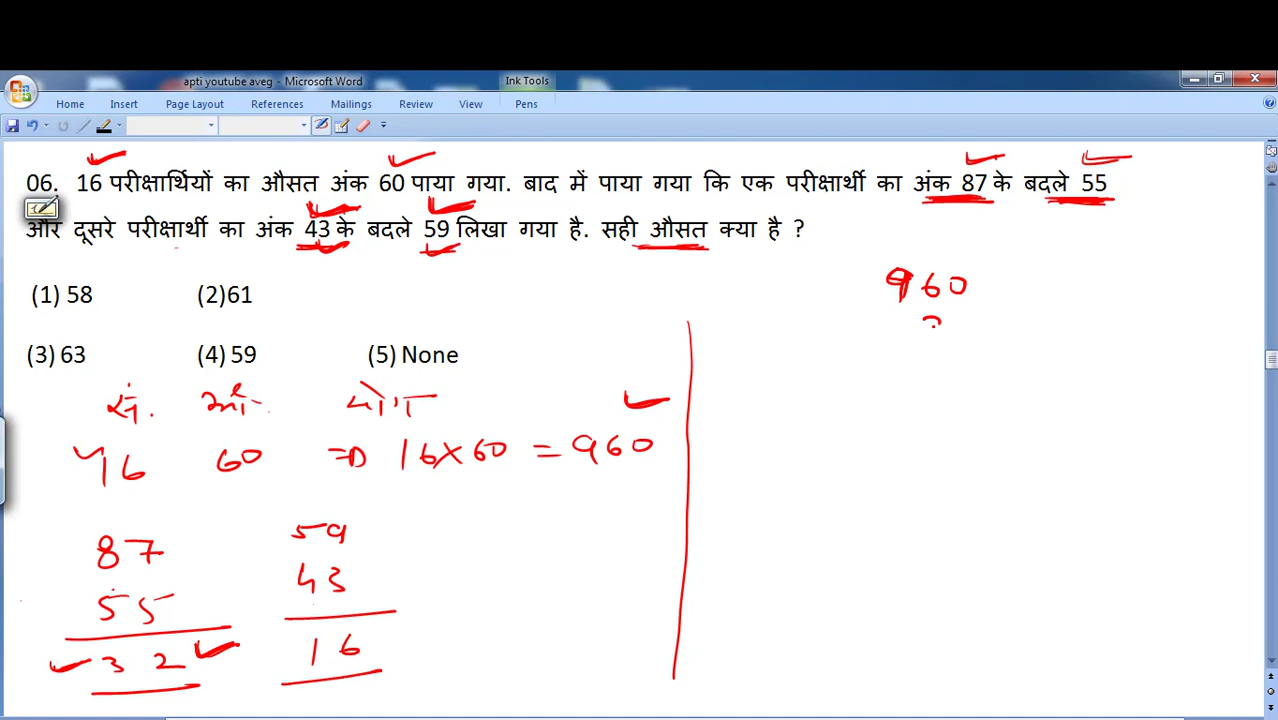 apti youtube aveg - Microsoft Word
Ink Tools
Home Insert Page Layout References Mailings Review View Pens
06. 16 परीक्षार्थियों का औसत अंक 60 पाया गया. बाद में पाया गया कि एक परीक्षार्थी का अंक 87 के बदले 55
और दूसरे परीक्षार्थी का अंक 43 के बदले 59 लिखा गया है. सही औसत क्या है ?
960
(1) 58 (2)61
(3) 63 (4) 59 (5) None
सं. औ. योग
16 60 => 16×60 = 960
87 59
55 43
32 16